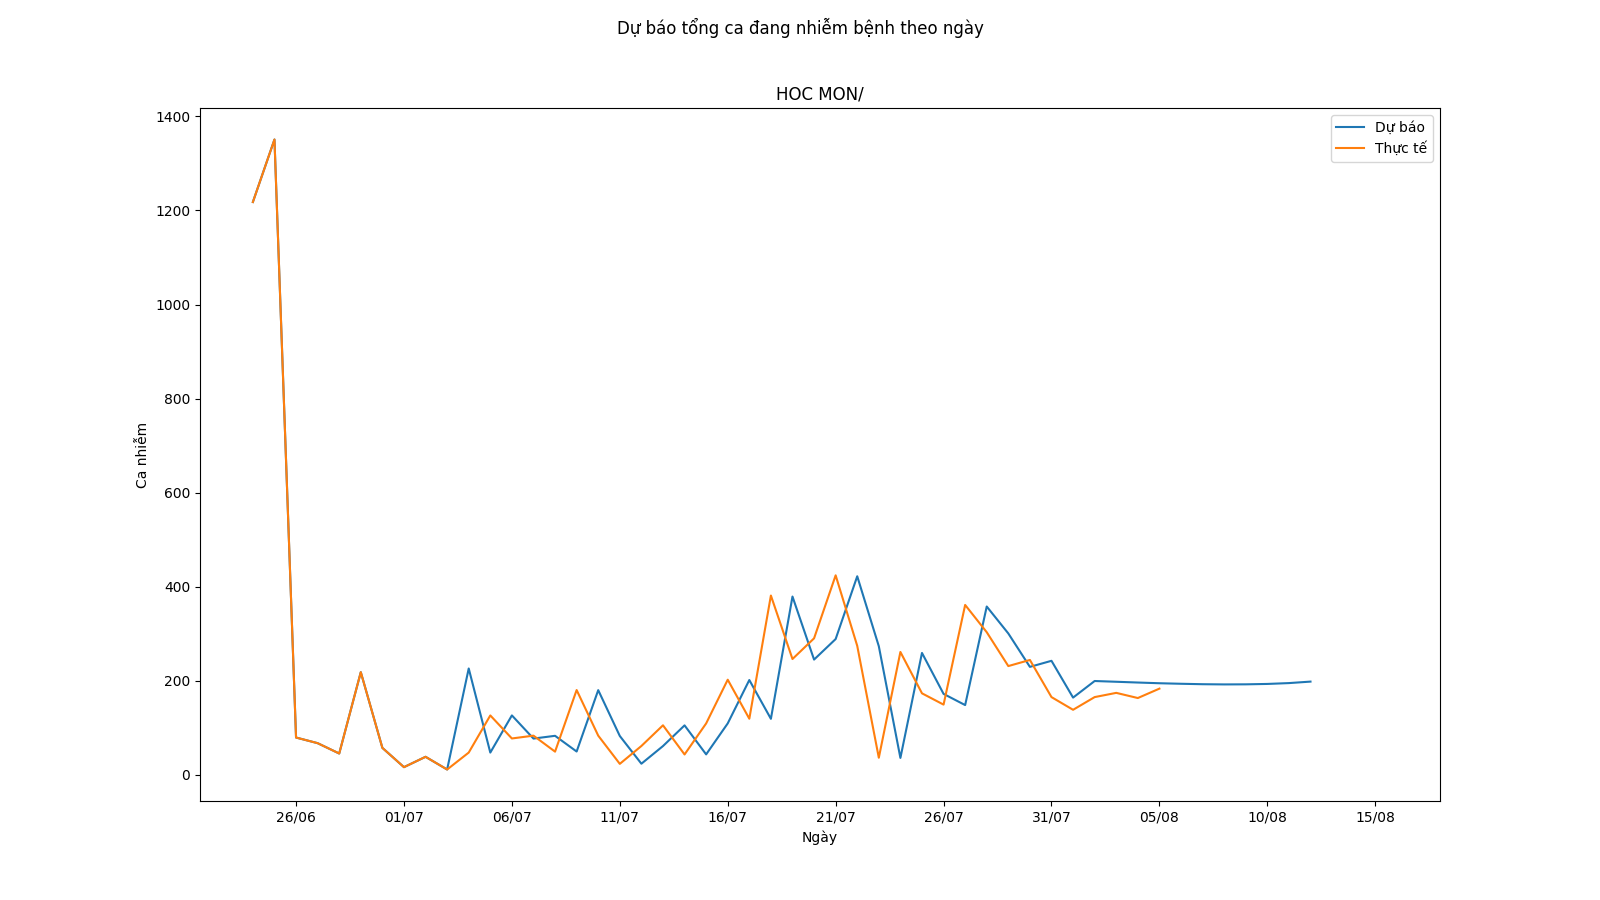 Dự báo tổng ca đang nhiễm bệnh theo ngày
HOC MON/
Dự báo
Thực tế
1400
1200
1000
800
600
400
200
0
Ca nhiễm
26/06 01/07 06/07 11/07 16/07 21/07 26/07 31/07 05/08 10/08 15/08
Ngày